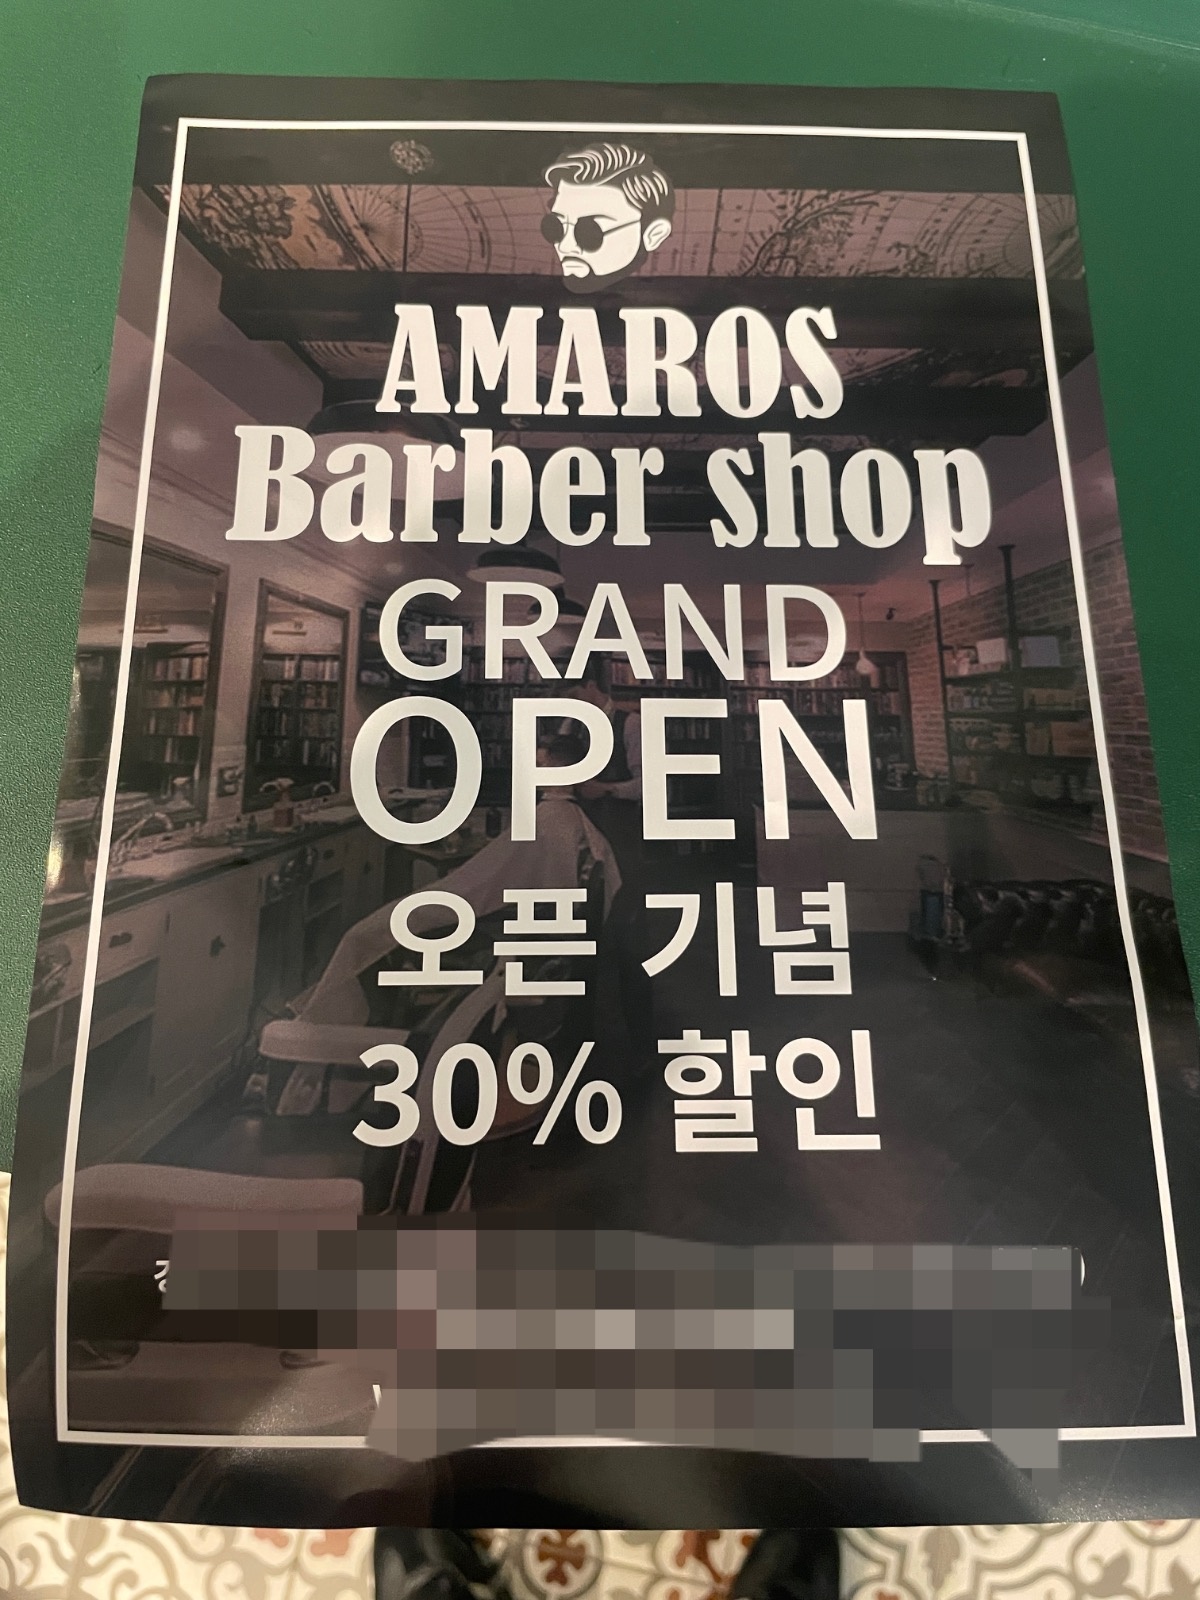 AMAROS
Barber shop
GRAND
OPEN
오픈 기념
30% 할인